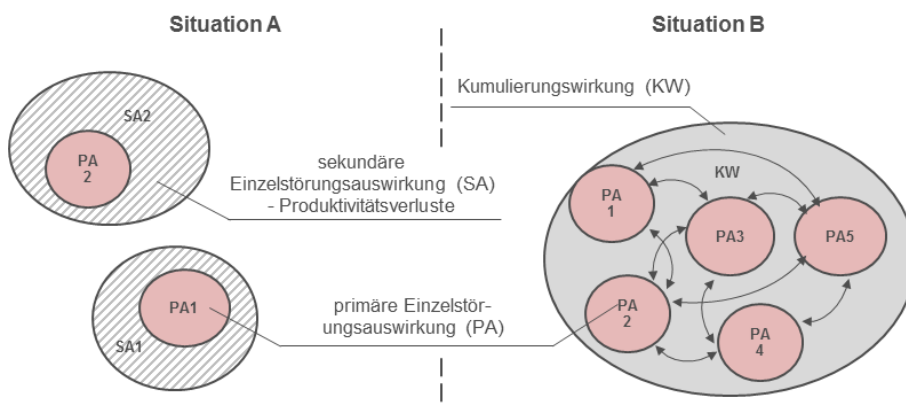 Situation A
Situation B
Kumulierungswirkung (KW)
SA2
PA
2
sekundäre
Einzelstörungsauswirkung (SA)
- Produktivitätsverluste
KW
PA
1
PA3
PA5
PA1
SA1
primäre Einzelstör-
ungsauswirkung (PA)
PA
2
PA
4